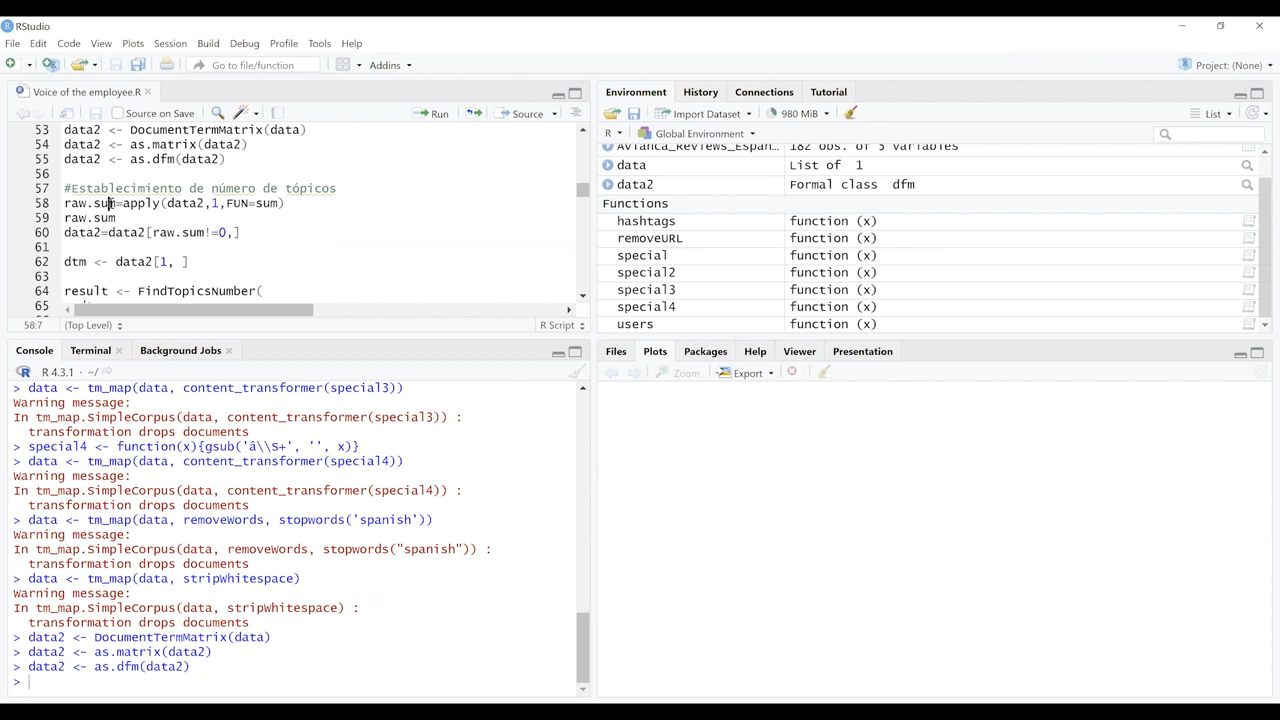 RStudio
File Edit Code View Plots Session Build Debug Profile Tools Help
Go to file/function Addins Project: (None)
Voice of the employee.R
Source on Save Run Source
53 data2 <- DocumentTermMatrix(data)
54 data2 <- as.matrix(data2)
55 data2 <- as.dfm(data2)
56
57 #Establecimiento de número de tópicos
58 raw.sum=apply(data2,1,FUN=sum)
59 raw.sum
60 data2=data2[raw.sum!=0,]
61
62 dtm <- data2[1, ]
63
64 result <- FindTopicsNumber(
65
58:7 (Top Level) R Script
Console Terminal Background Jobs
R 4.3.1 · ~/
> data <- tm_map(data, content_transformer(special3))
Warning message:
In tm_map.SimpleCorpus(data, content_transformer(special3)) :
transformation drops documents
> special4 <- function(x){gsub('â\\S+', '', x)}
> data <- tm_map(data, content_transformer(special4))
Warning message:
In tm_map.SimpleCorpus(data, content_transformer(special4)) :
transformation drops documents
> data <- tm_map(data, removeWords, stopwords('spanish'))
Warning message:
In tm_map.SimpleCorpus(data, removeWords, stopwords("spanish")) :
transformation drops documents
> data <- tm_map(data, stripWhitespace)
Warning message:
In tm_map.SimpleCorpus(data, stripWhitespace) :
transformation drops documents
> data2 <- DocumentTermMatrix(data)
> data2 <- as.matrix(data2)
> data2 <- as.dfm(data2)
>
Environment History Connections Tutorial
Import Dataset 980 MiB List
R Global Environment
Avianca_Reviews_Espan… 182 obs. of 5 variables
data List of 1
data2 Formal class dfm
Functions
hashtags function (x)
removeURL function (x)
special function (x)
special2 function (x)
special3 function (x)
special4 function (x)
users function (x)
Files Plots Packages Help Viewer Presentation
Zoom Export